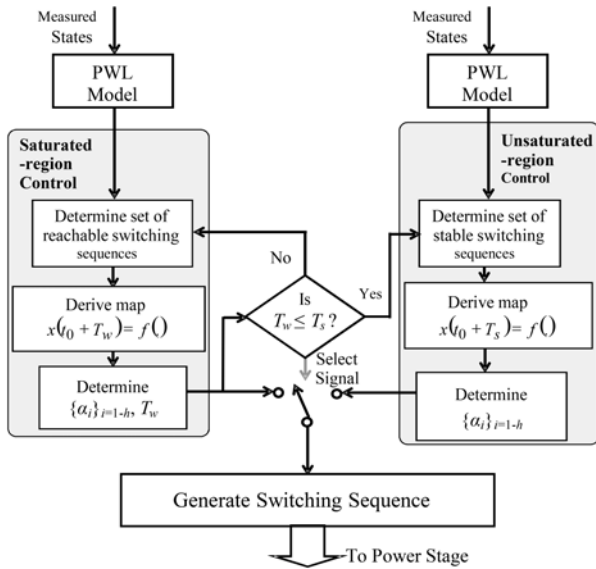 Measured
States
PWL
Model
Saturated
-region
Control
Determine set of
reachable switching
sequences
Derive map
x(t₀ + T_w) = f()
Determine
{α_i}_{i=1-h}, T_w
No
Is
T_w ≤ T_s ?
Yes
Select
Signal
Measured
States
PWL
Model
Unsaturated
-region
Control
Determine set of
stable switching
sequences
Derive map
x(t₀ + T_s) = f()
Determine
{α_i}_{i=1-h}
Generate Switching Sequence
To Power Stage